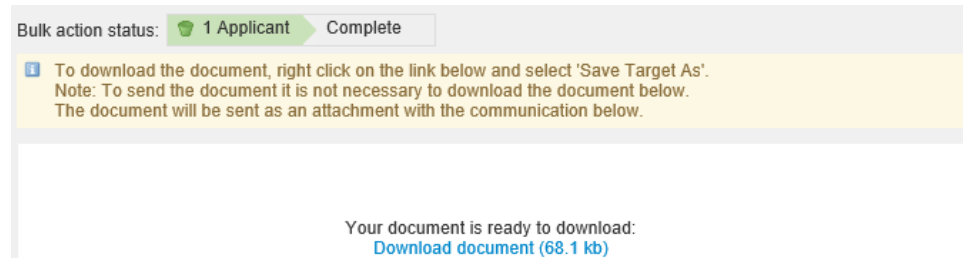 Bulk action status: 1 Applicant Complete
To download the document, right click on the link below and select 'Save Target As'.
Note: To send the document it is not necessary to download the document below.
The document will be sent as an attachment with the communication below.
Your document is ready to download:
Download document (68.1 kb)